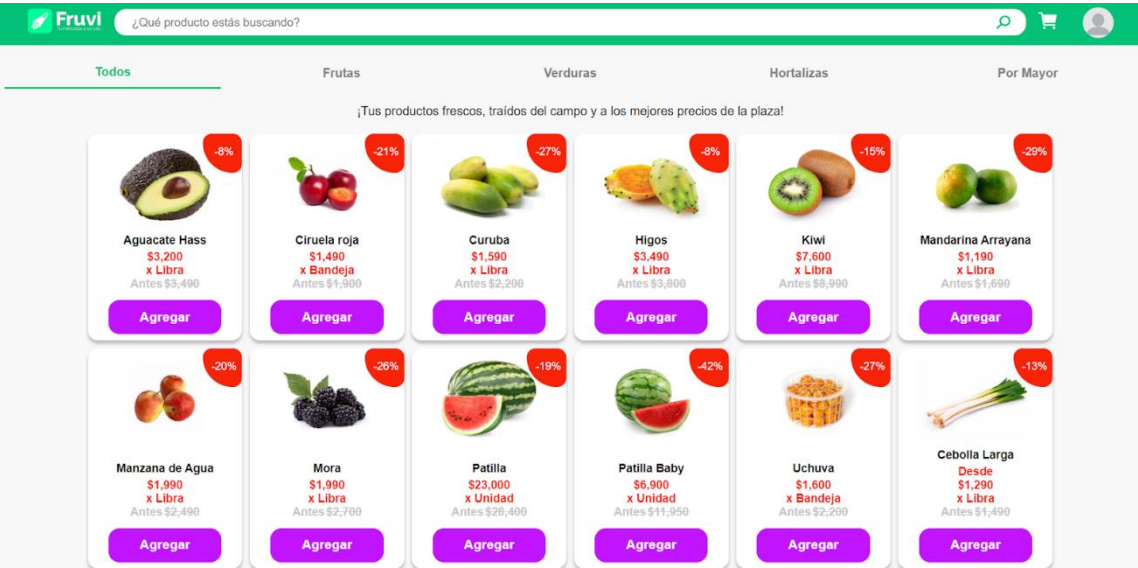 Fruvi
¿Qué producto estás buscando?
Todos Frutas Verduras Hortalizas Por Mayor
¡Tus productos frescos, traídos del campo y a los mejores precios de la plaza!
-8% -21% -27% -8% -15% -29%
Aguacate Hass Ciruela roja Curuba Higos Kiwi Mandarina Arrayana
$3,200 $1,490 $1,590 $3,490 $7,600 $1,190
x Libra x Bandeja x Libra x Libra x Libra x Libra
Antes $3,490 Antes $1,900 Antes $2,200 Antes $3,800 Antes $8,990 Antes $1,690
Agregar Agregar Agregar Agregar Agregar Agregar
-20% -26% -19% -42% -27% -13%
Manzana de Agua Mora Patilla Patilla Baby Uchuva Cebolla Larga
Desde
$1,990 $1,990 $23,000 $6,900 $1,600 $1,290
x Libra x Libra x Unidad x Unidad x Bandeja x Libra
Antes $2,490 Antes $2,700 Antes $28,400 Antes $11,950 Antes $2,200 Antes $1,490
Agregar Agregar Agregar Agregar Agregar Agregar